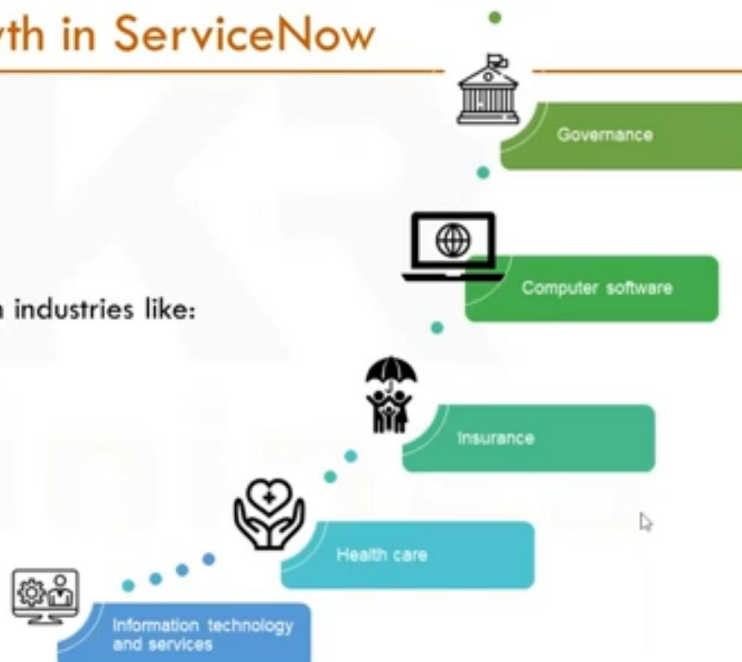 th in ServiceNow
Governance
Computer software
industries like:
Insurance
Health care
Information technology
and services